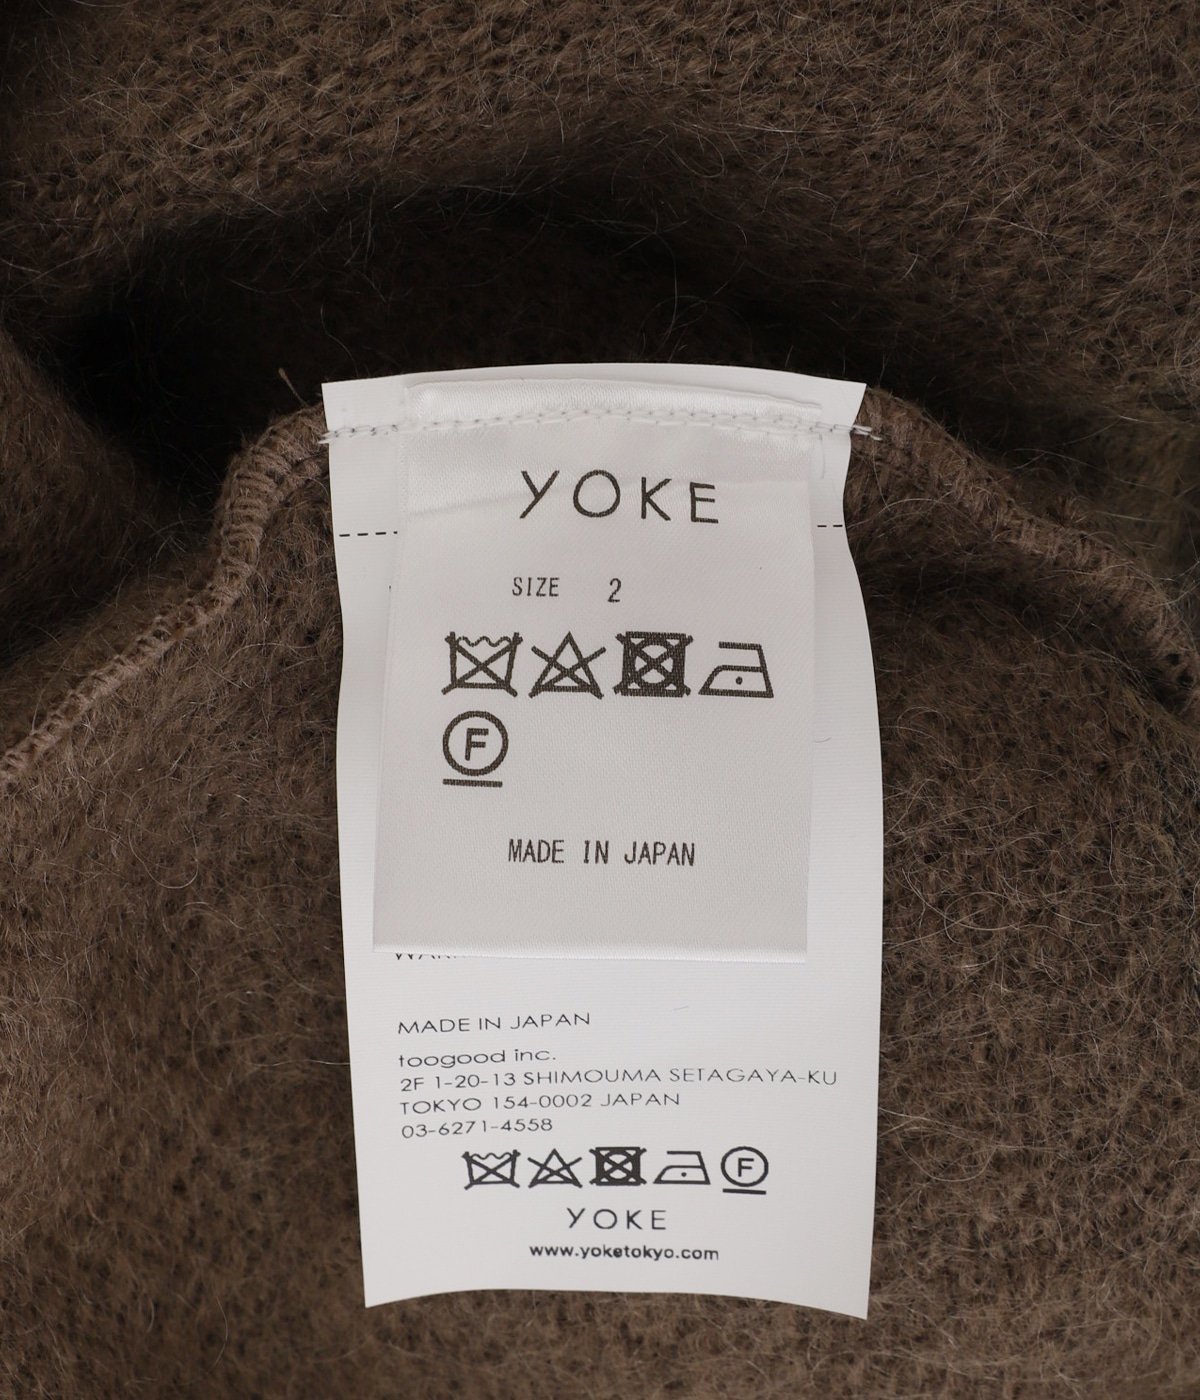 YOKE
SIZE 2
F
MADE IN JAPAN
MADE IN JAPAN
toogood inc.
2F 1-20-13 SHIMOUMA SETAGAYA-KU
TOKYO 154-0002 JAPAN
03-6271-4558
F
YOKE
www.yoketokyo.com